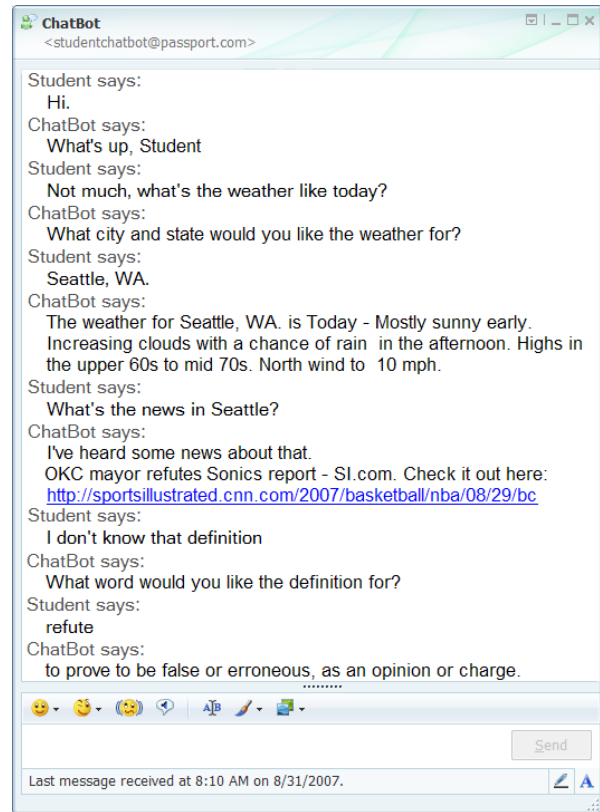 ChatBot
<studentchatbot@passport.com>
Student says:
Hi.
ChatBot says:
What's up, Student
Student says:
Not much, what's the weather like today?
ChatBot says:
What city and state would you like the weather for?
Student says:
Seattle, WA.
ChatBot says:
The weather for Seattle, WA. is Today - Mostly sunny early.
Increasing clouds with a chance of rain in the afternoon. Highs in
the upper 60s to mid 70s. North wind to 10 mph.
Student says:
What's the news in Seattle?
ChatBot says:
I've heard some news about that.
OKC mayor refutes Sonics report - SI.com. Check it out here:
http://sportsillustrated.cnn.com/2007/basketball/nba/08/29/bc
Student says:
I don't know that definition
ChatBot says:
What word would you like the definition for?
Student says:
refute
ChatBot says:
to prove to be false or erroneous, as an opinion or charge.
Send
Last message received at 8:10 AM on 8/31/2007.